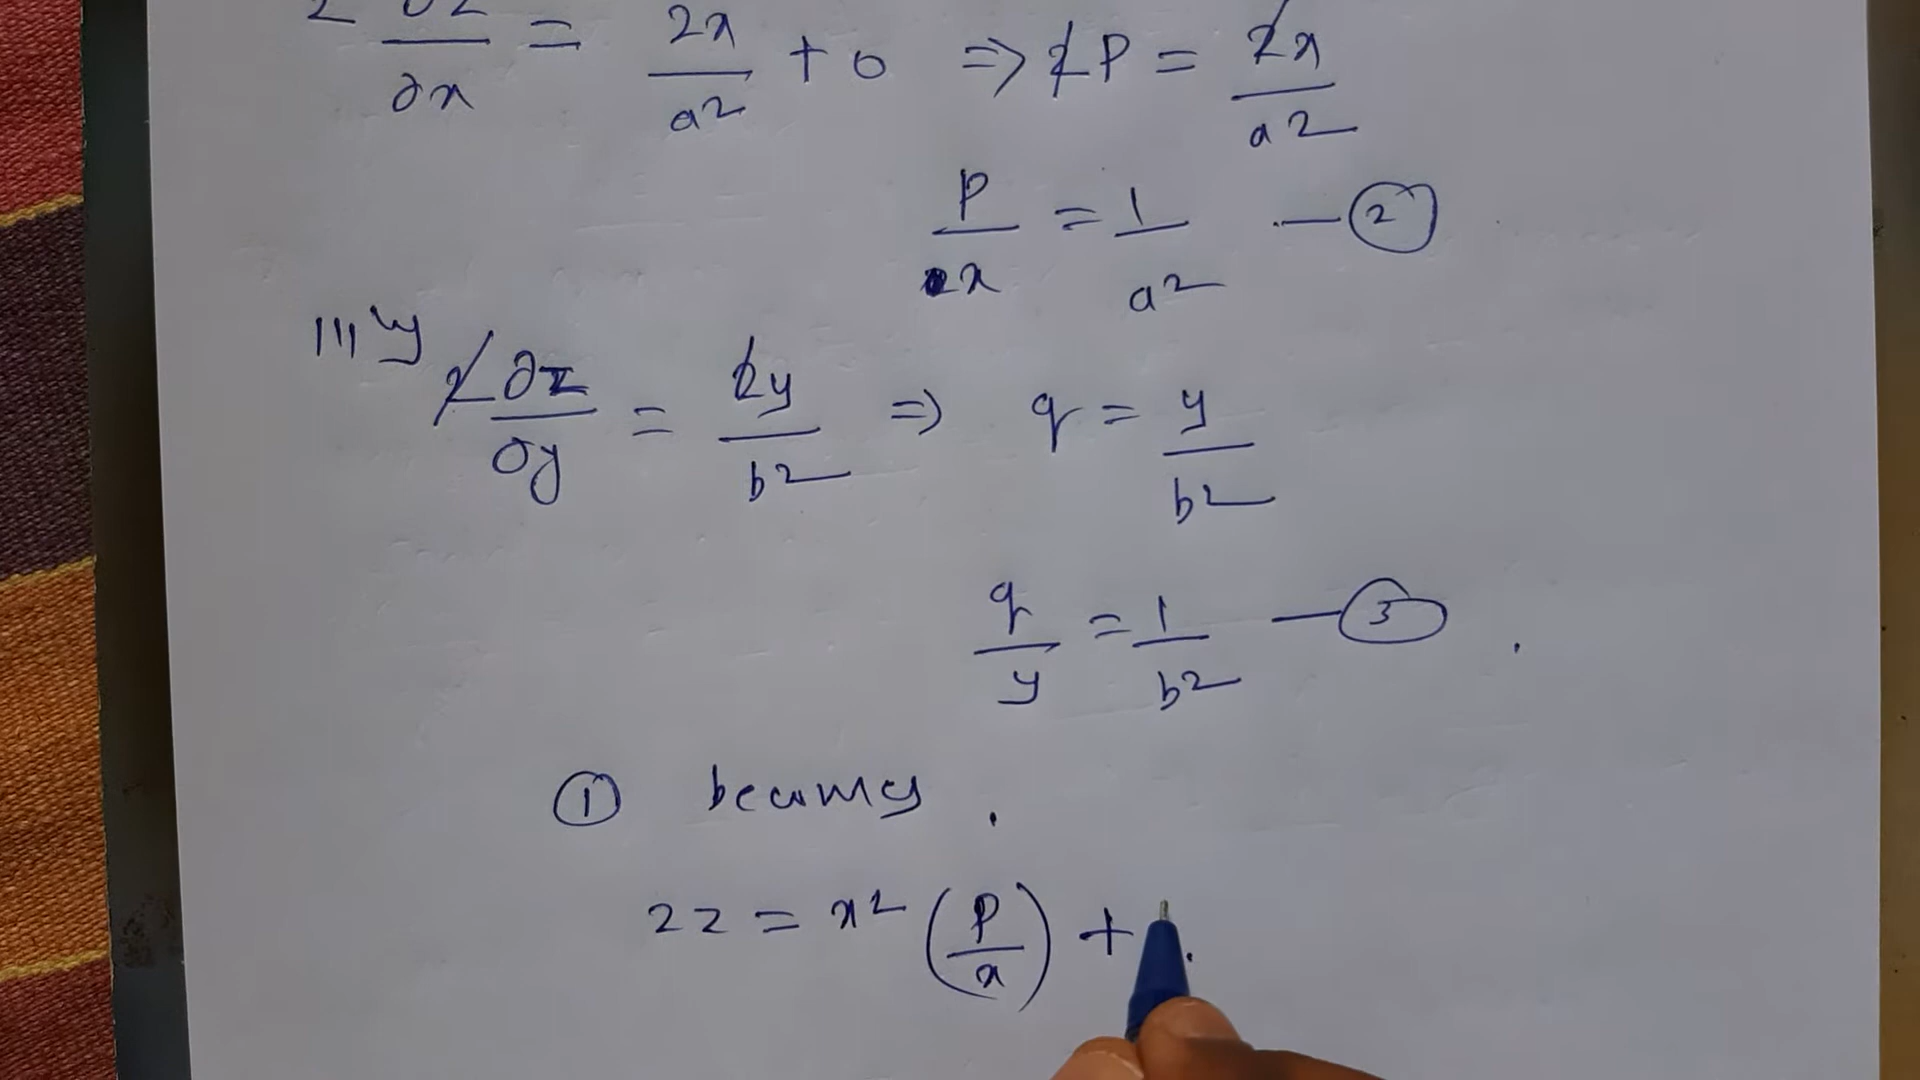 2 ∂z/∂x = 2x/a² + 0 ⇒ 2p = 2x/a²
p/x = 1/a² — ②
|||ly 2∂z/∂y = 2y/b² ⇒ q = y/b²
q/y = 1/b² — ③
① becomes
2z = x² (p/x) +